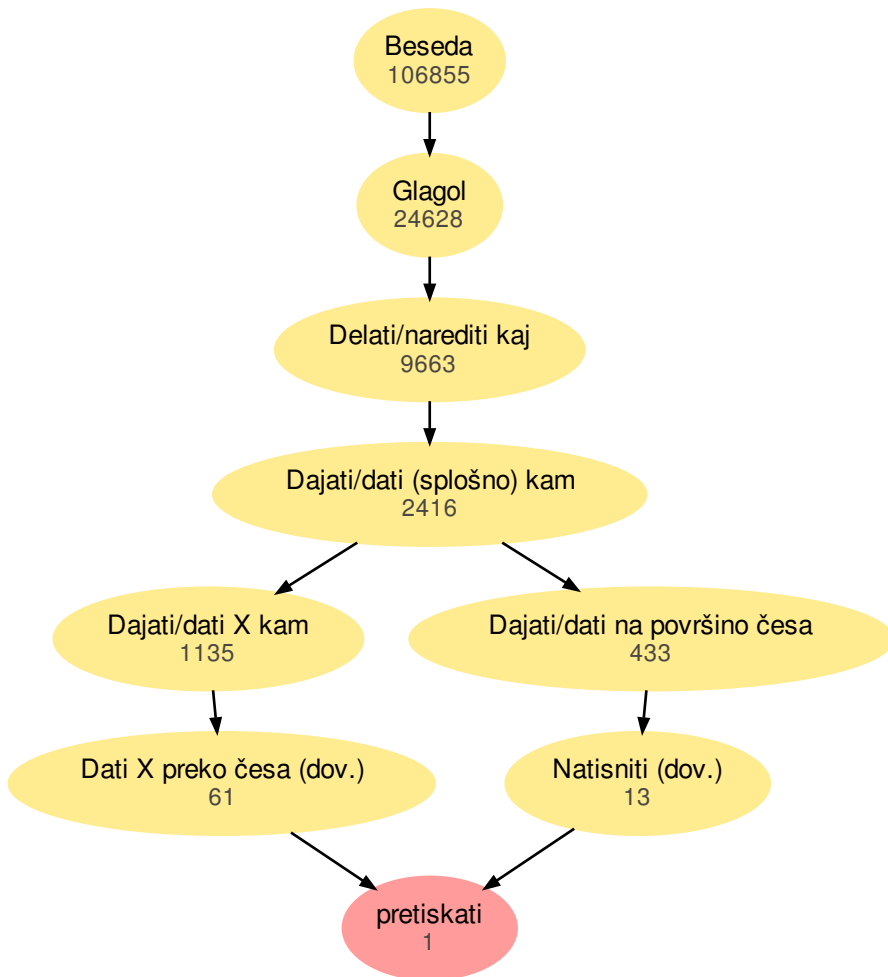 Beseda
106855
Glagol
24628
Delati/narediti kaj
9663
Dajati/dati (splošno) kam
2416
Dajati/dati X kam
1135
Dajati/dati na površino česa
433
Dati X preko česa (dov.)
61
Natisniti (dov.)
13
pretiskati
1